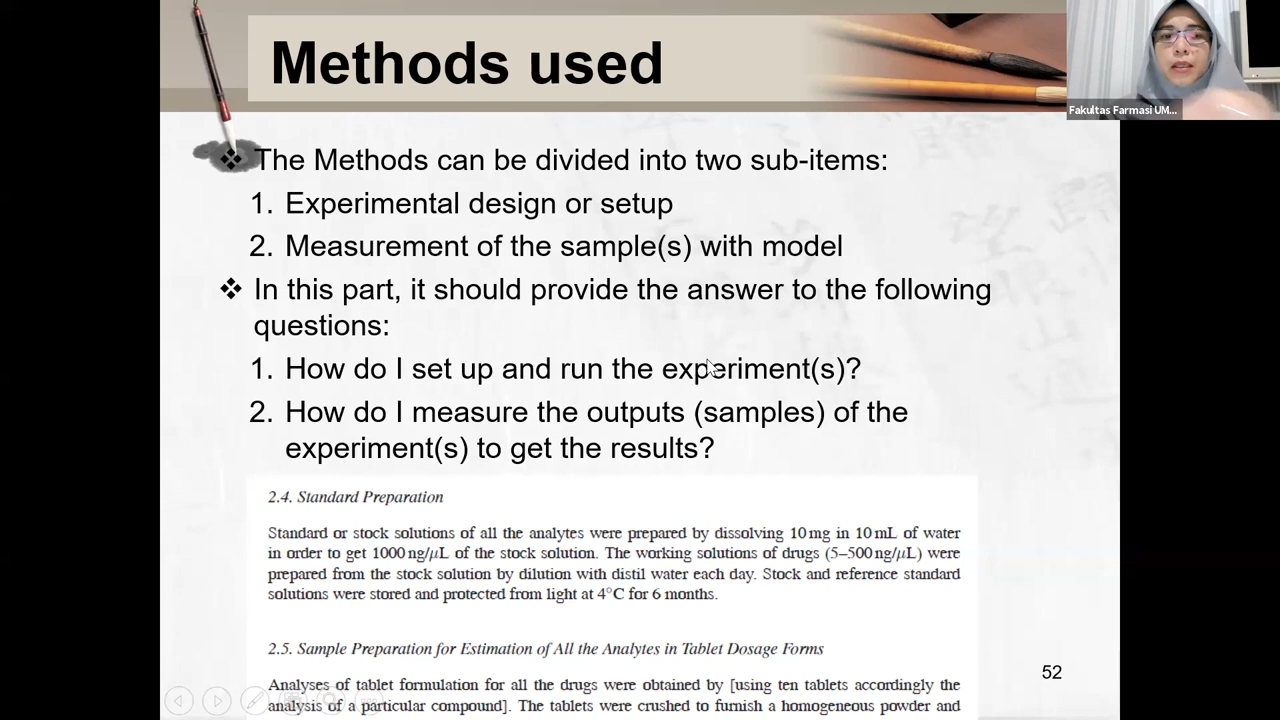 Methods used
Fakultas Farmasi UM...
The Methods can be divided into two sub-items:
1. Experimental design or setup
2. Measurement of the sample(s) with model
In this part, it should provide the answer to the following
questions:
1. How do I set up and run the experiment(s)?
2. How do I measure the outputs (samples) of the
experiment(s) to get the results?
2.4. Standard Preparation
Standard or stock solutions of all the analytes were prepared by dissolving 10 mg in 10 mL of water
in order to get 1000 ng/μL of the stock solution. The working solutions of drugs (5–500 ng/μL) were
prepared from the stock solution by dilution with distil water each day. Stock and reference standard
solutions were stored and protected from light at 4°C for 6 months.
2.5. Sample Preparation for Estimation of All the Analytes in Tablet Dosage Forms
Analyses of tablet formulation for all the drugs were obtained by [using ten tablets accordingly the
analysis of a particular compound]. The tablets were crushed to furnish a homogeneous powder and
52